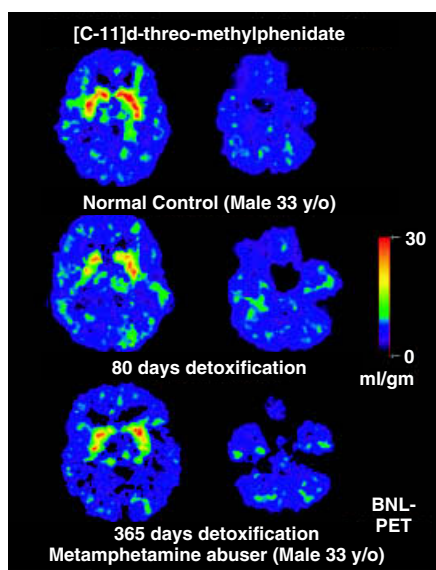 [C-11]d-threo-methylphenidate
Normal Control (Male 33 y/o)
30
0
ml/gm
80 days detoxification
BNL-
PET
365 days detoxification
Metamphetamine abuser (Male 33 y/o)